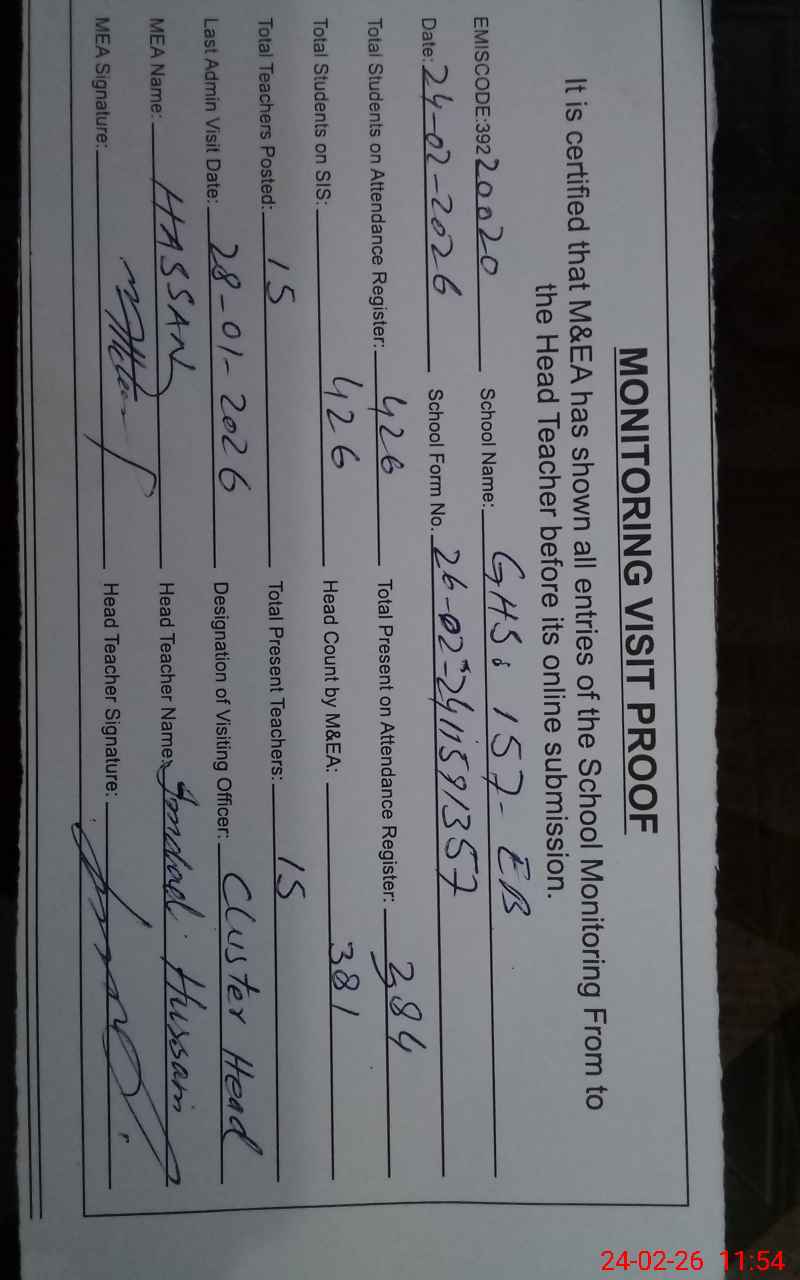 MONITORING VISIT PROOF
It is certified that M&EA has shown all entries of the School Monitoring From to
the Head Teacher before its online submission.
EMISCODE:392 20020 School Name: GHS: 157-EB
Date: 24-02-2026 School Form No. 26-02-2411591357
Total Students on Attendance Register: 426 Total Present on Attendance Register: 384
Total Students on SIS: 426 Head Count by M&EA: 381
Total Teachers Posted: 15 Total Present Teachers: 15
Last Admin Visit Date: 28-01-2026 Designation of Visiting Officer: Cluster Head
MEA Name: HASSAN Head Teacher Name: Imdad Hussain
MEA Signature: Head Teacher Signature:
24-02-26 11:54